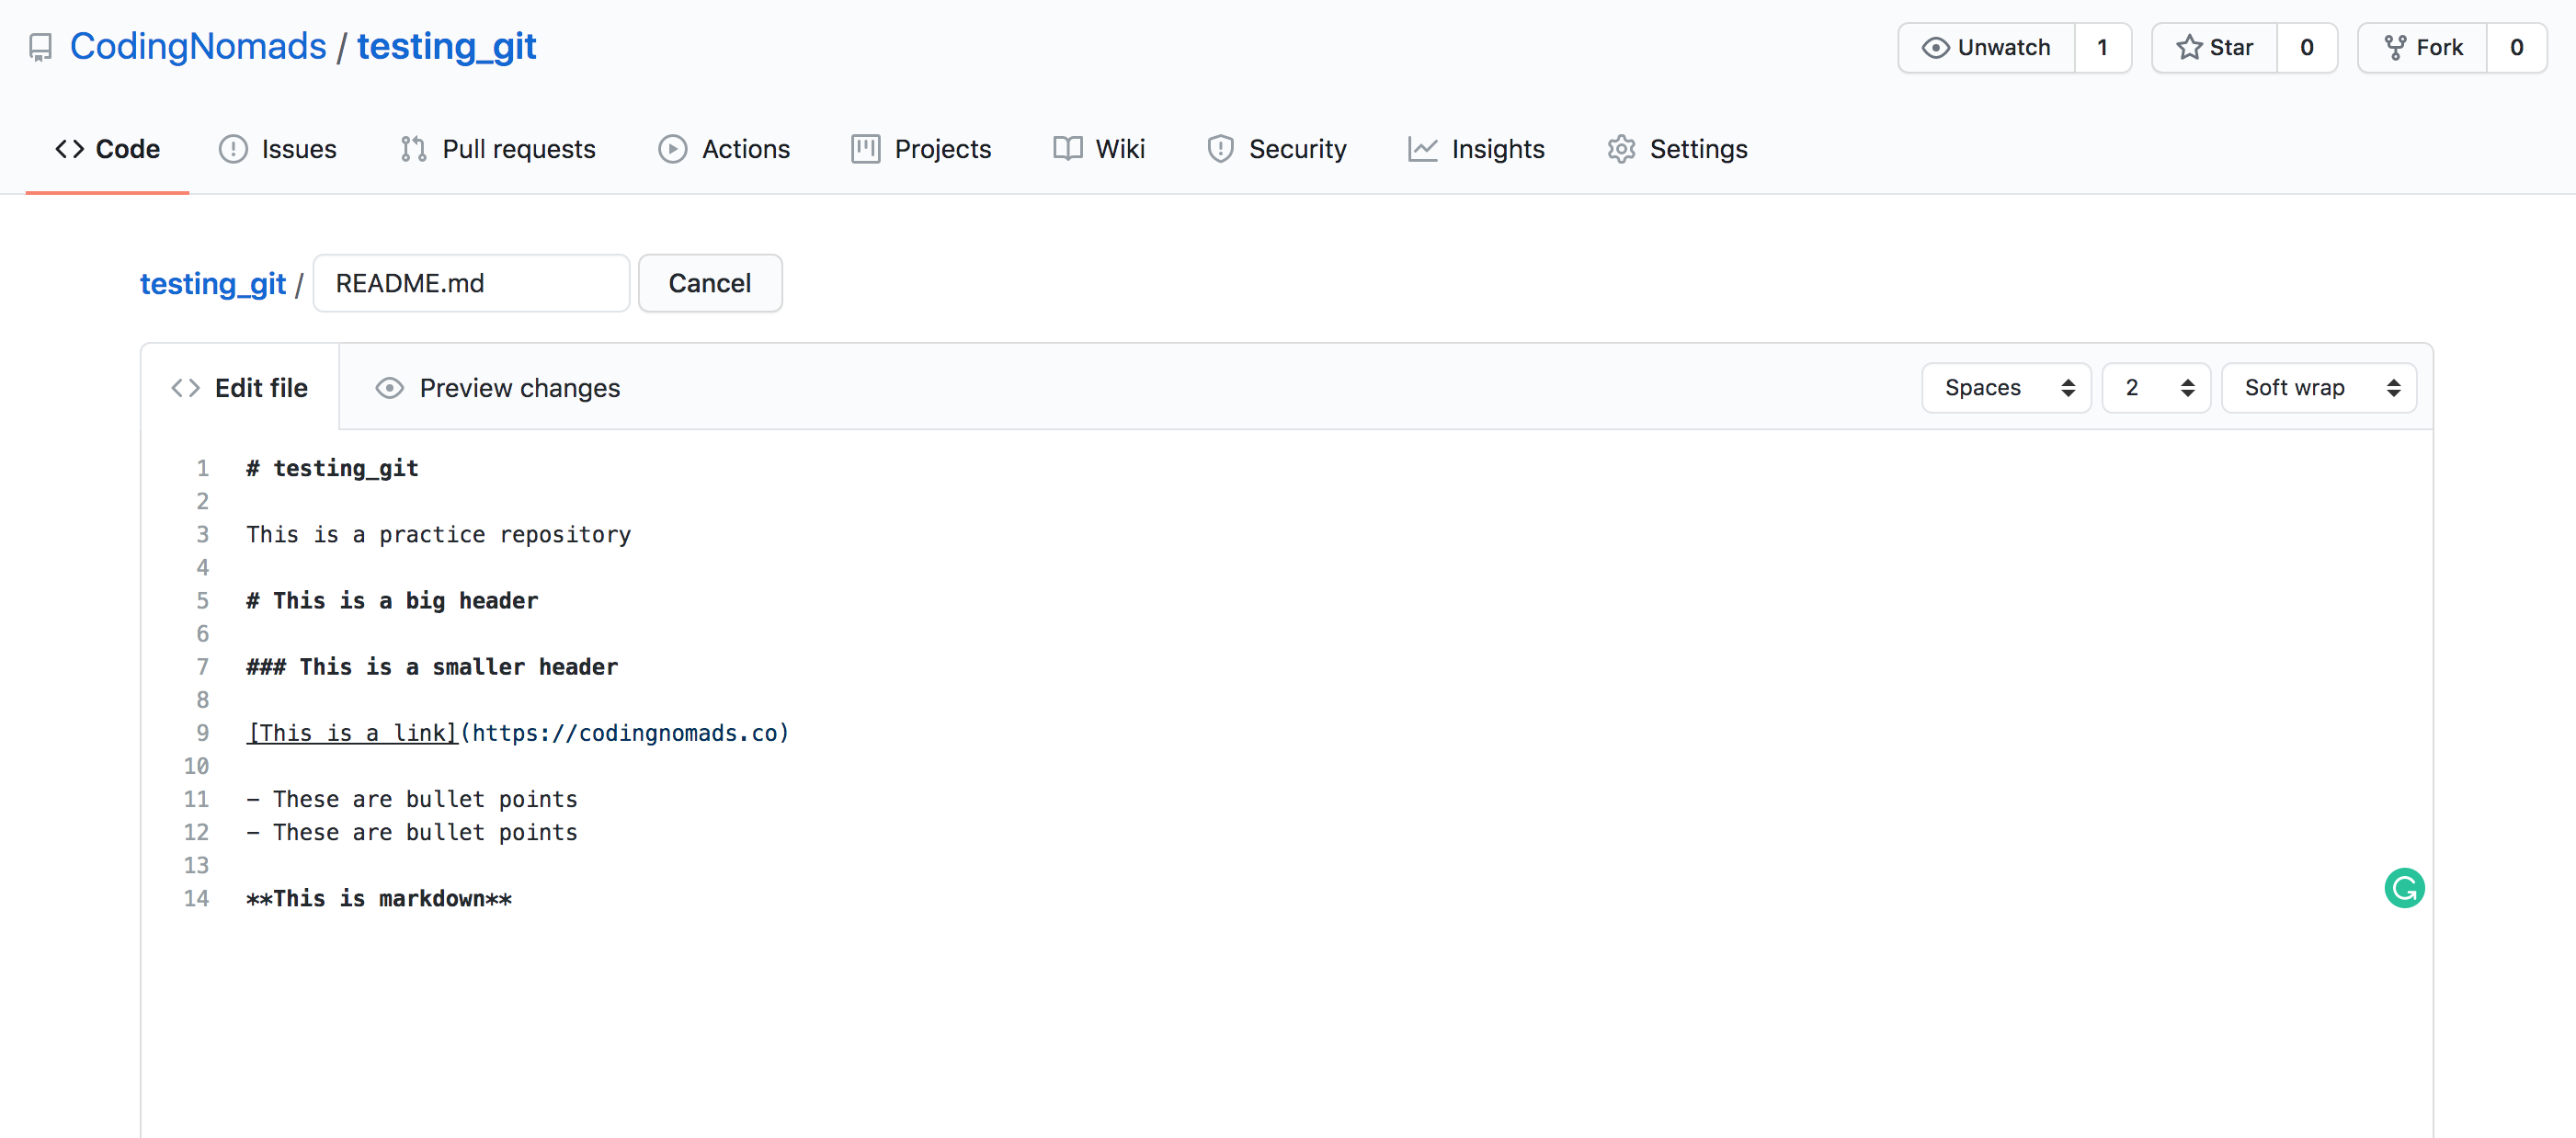 CodingNomads / testing_git
Unwatch 1 Star 0 Fork 0
Code Issues Pull requests Actions Projects Wiki Security Insights Settings
testing_git / README.md Cancel
Edit file Preview changes Spaces 2 Soft wrap
1 # testing_git
2
3 This is a practice repository
4
5 # This is a big header
6
7 ### This is a smaller header
8
9 [This is a link](https://codingnomads.co)
10
11 - These are bullet points
12 - These are bullet points
13
14 **This is markdown**